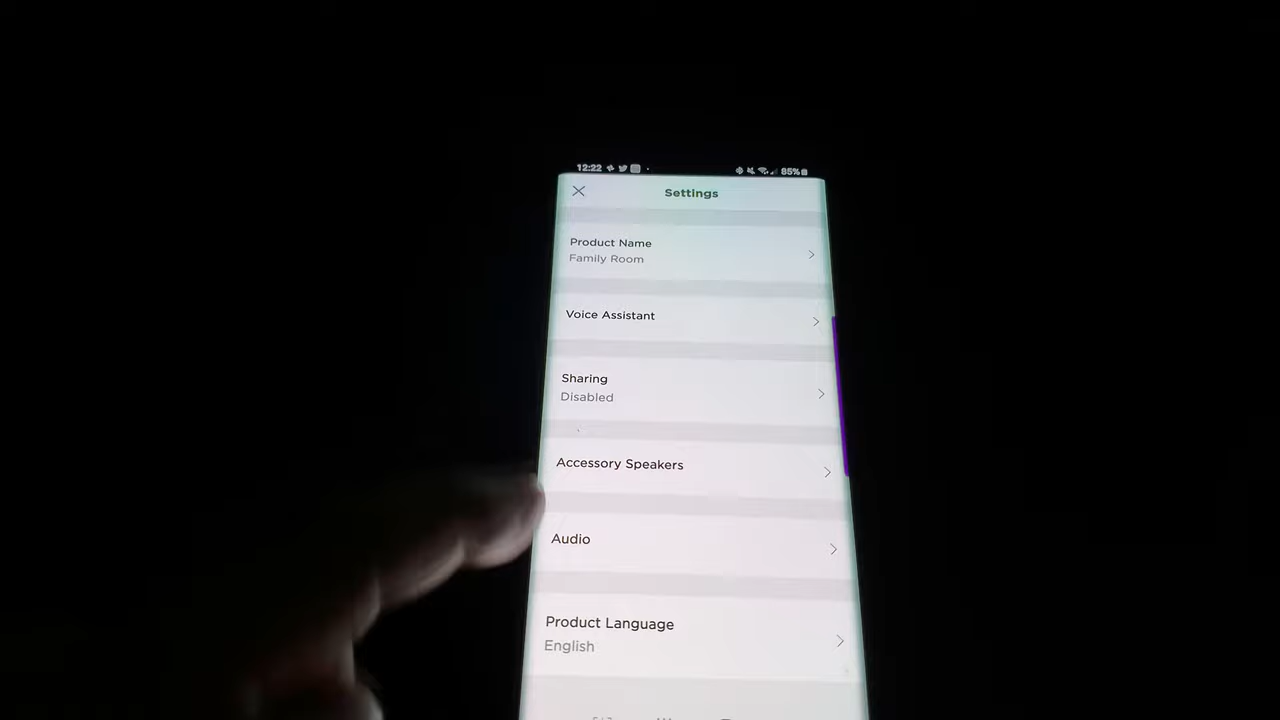 12:22 85%
Settings
Product Name
Family Room
Voice Assistant
Sharing
Disabled
Accessory Speakers
Audio
Product Language
English